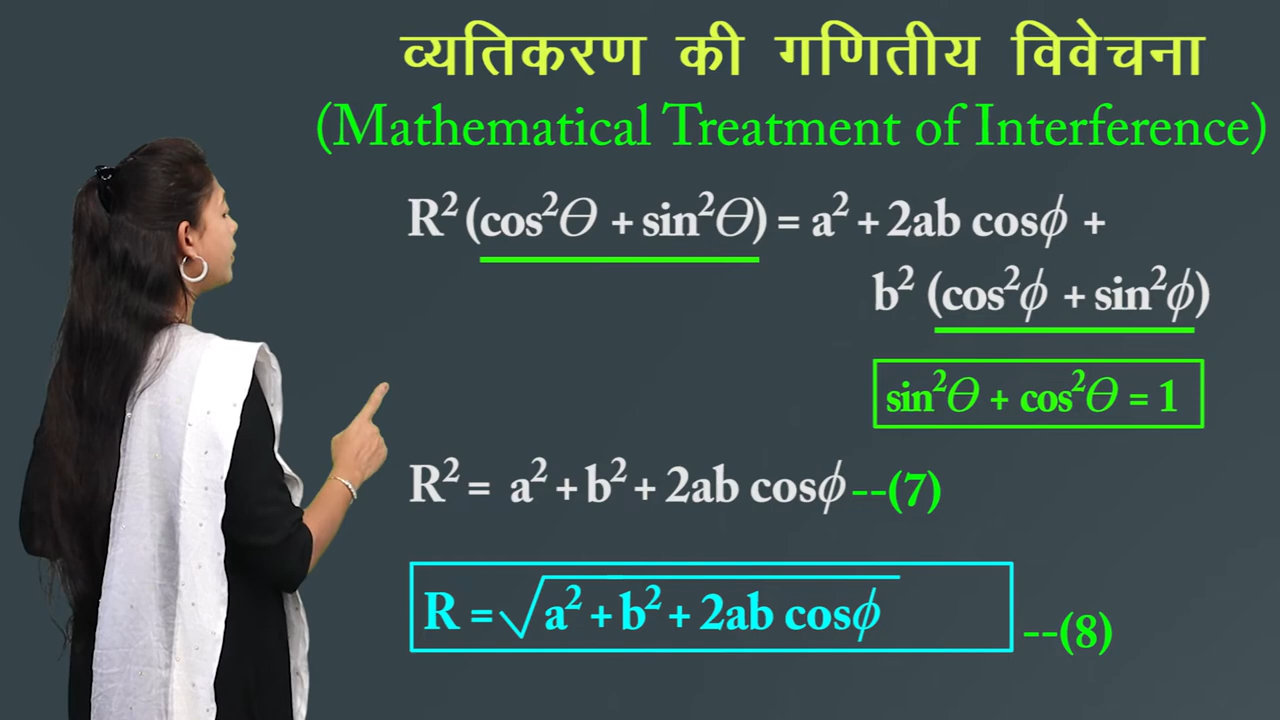 व्यतिकरण की गणितीय विवेचना
(Mathematical Treatment of Interference)
R² (cos²θ + sin²θ) = a² + 2ab cosϕ +
b² (cos²ϕ + sin²ϕ)
sin²θ + cos²θ = 1
R² = a² + b² + 2ab cosϕ --(7)
R = √a² + b² + 2ab cosϕ --(8)